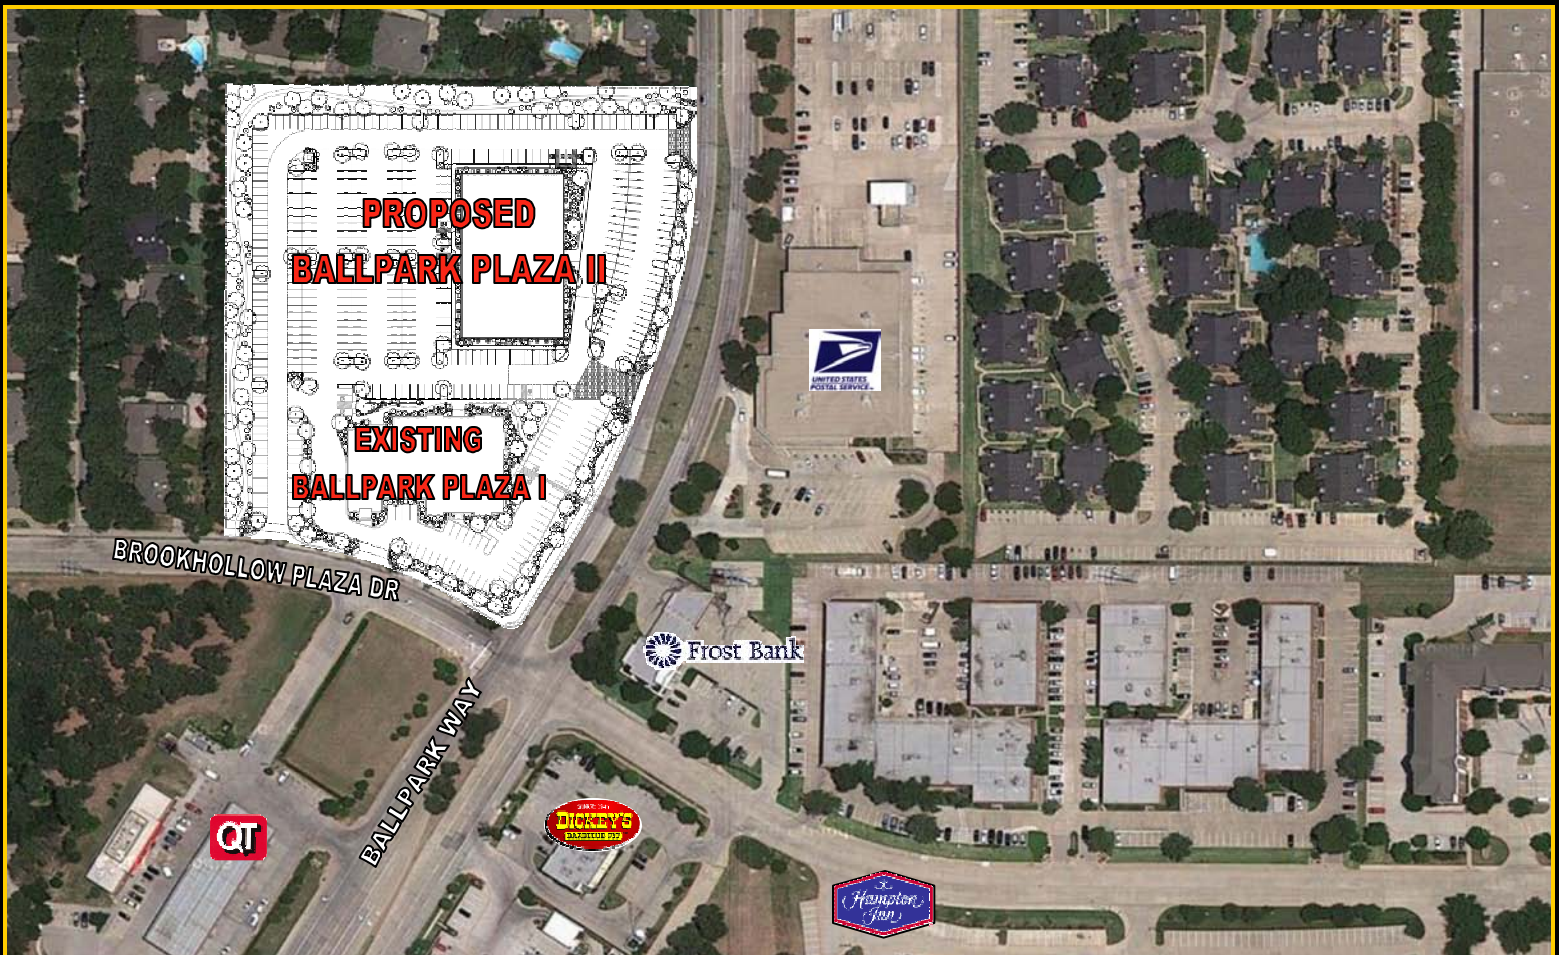 PROPOSED
BALLPARK PLAZA II
UNITED STATES
POSTAL SERVICE
EXISTING
BALLPARK PLAZA I
BROOKHOLLOW PLAZA DR
Frost Bank
BALLPARK WAY
QT
DICKEY'S
BARBECUE PIT
Hampton
Inn